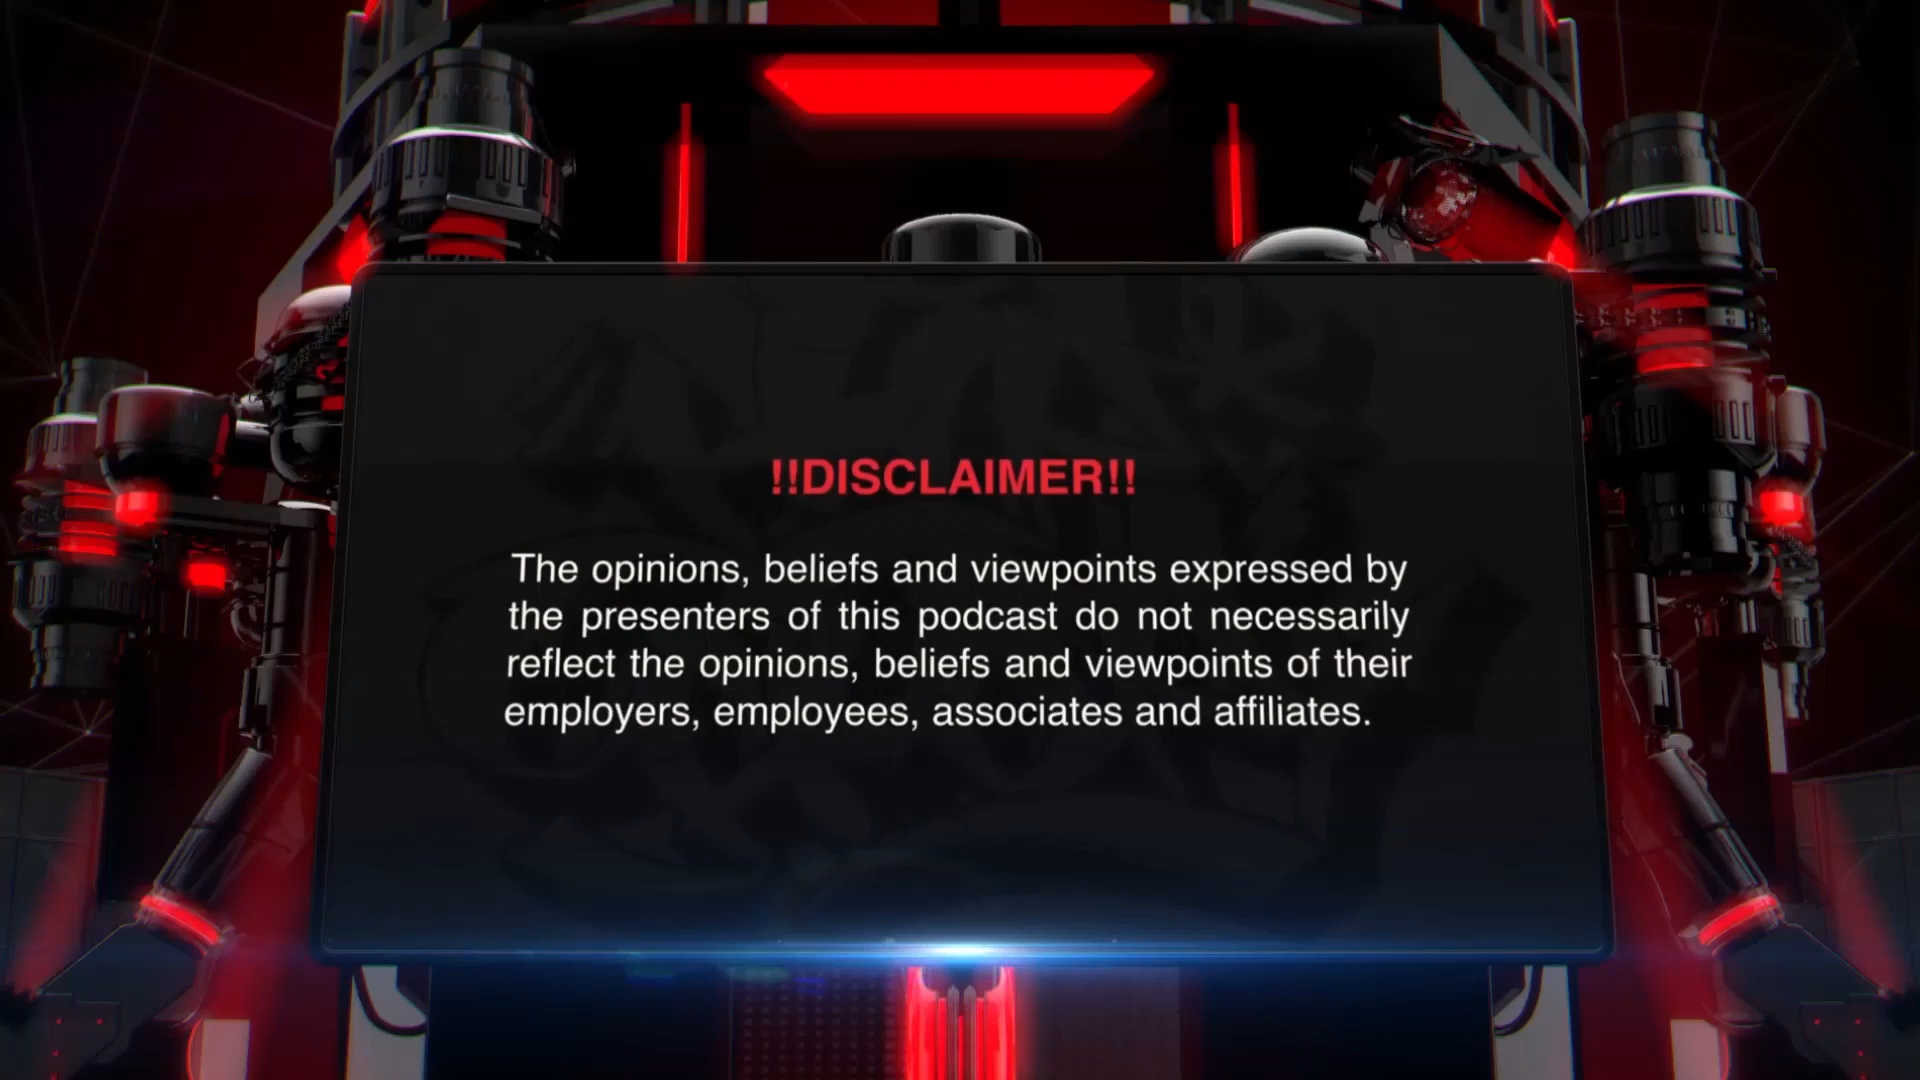 !!DISCLAIMER!!
The opinions, beliefs and viewpoints expressed by
the presenters of this podcast do not necessarily
reflect the opinions, beliefs and viewpoints of their
employers, employees, associates and affiliates.